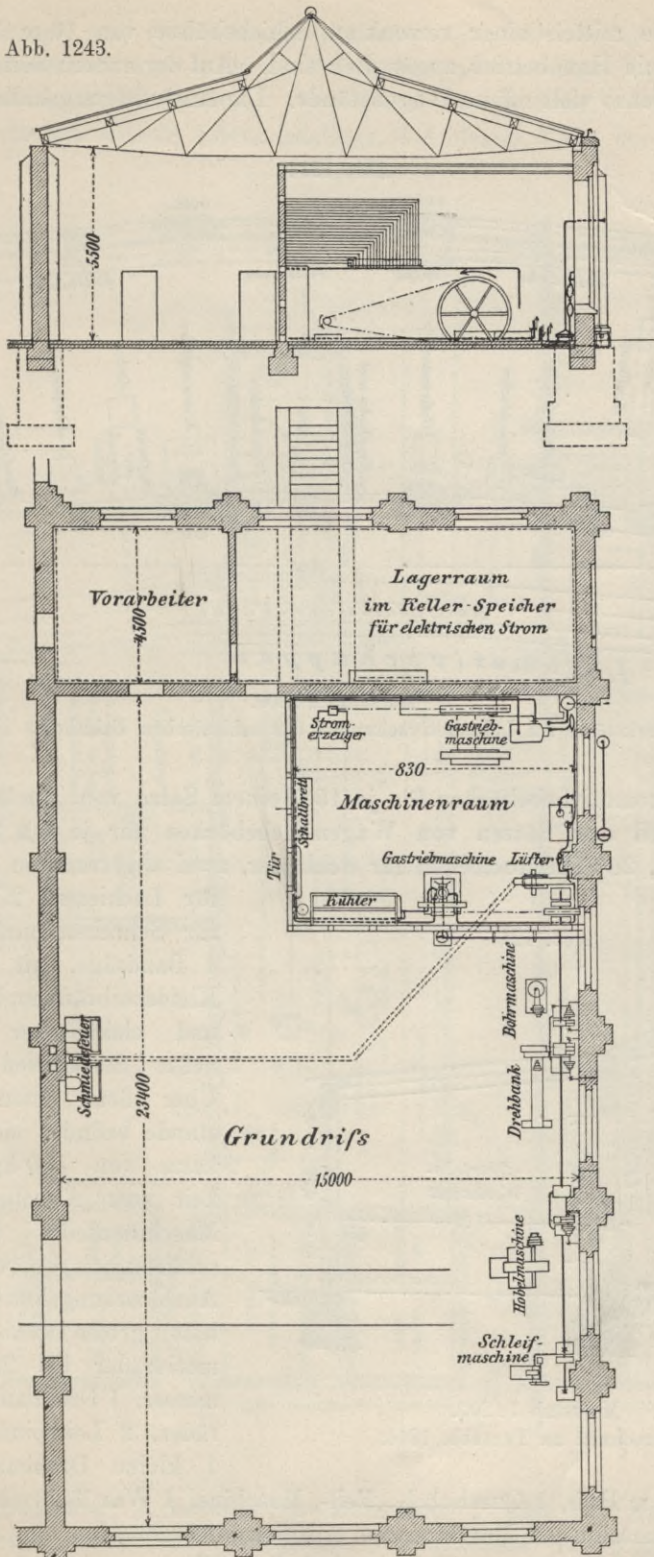 Abb. 1243.
5500
Vorarbeiter
4500
Lagerraum
im Keller-Speicher
für elektrischen Strom
Strom-
erzeuger
Gastrieb-
maschine
830
Maschinenraum
Schaltbrett
Tür
Gastriebmaschine
Lüfter
Kühler
Bohrmaschine
Schmiedefeuer
Drehbank
23400
Grundriſs
15000
Hobelmaschine
Schleif-
maschine